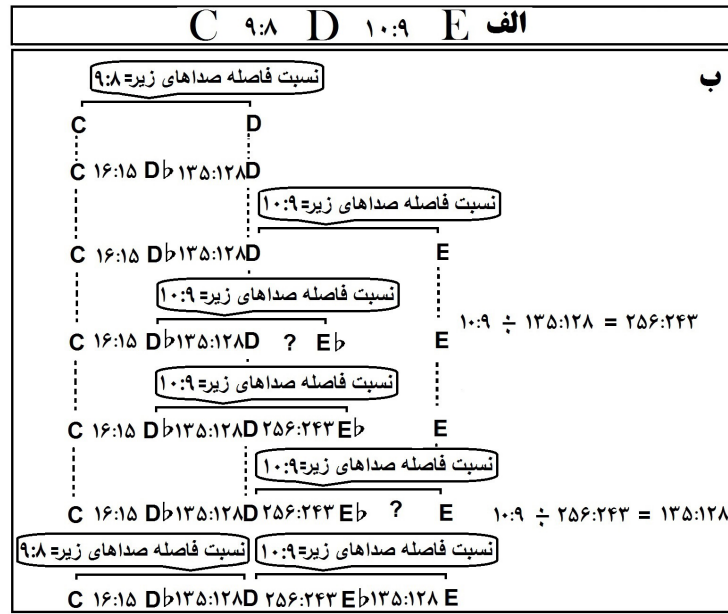 الف C ۹:۸ D ۱۰:۹ E
ب
نسبت فاصله صداهای زیر=۹:۸
C D
C ۱۶:۱۵ D♭ ۱۳۵:۱۲۸ D
نسبت فاصله صداهای زیر=۱۰:۹
C ۱۶:۱۵ D♭ ۱۳۵:۱۲۸ D E
نسبت فاصله صداهای زیر=۱۰:۹
C ۱۶:۱۵ D♭ ۱۳۵:۱۲۸ D ? E♭ E
۱۰:۹ ÷ ۱۳۵:۱۲۸ = ۲۵۶:۲۴۳
نسبت فاصله صداهای زیر=۱۰:۹
C ۱۶:۱۵ D♭ ۱۳۵:۱۲۸ D ۲۵۶:۲۴۳ E♭ E
نسبت فاصله صداهای زیر=۱۰:۹
C ۱۶:۱۵ D♭ ۱۳۵:۱۲۸ D ۲۵۶:۲۴۳ E♭ ? E
۱۰:۹ ÷ ۲۵۶:۲۴۳ = ۱۳۵:۱۲۸
نسبت فاصله صداهای زیر=۹:۸
نسبت فاصله صداهای زیر=۱۰:۹
C ۱۶:۱۵ D♭ ۱۳۵:۱۲۸ D ۲۵۶:۲۴۳ E♭ ۱۳۵:۱۲۸ E